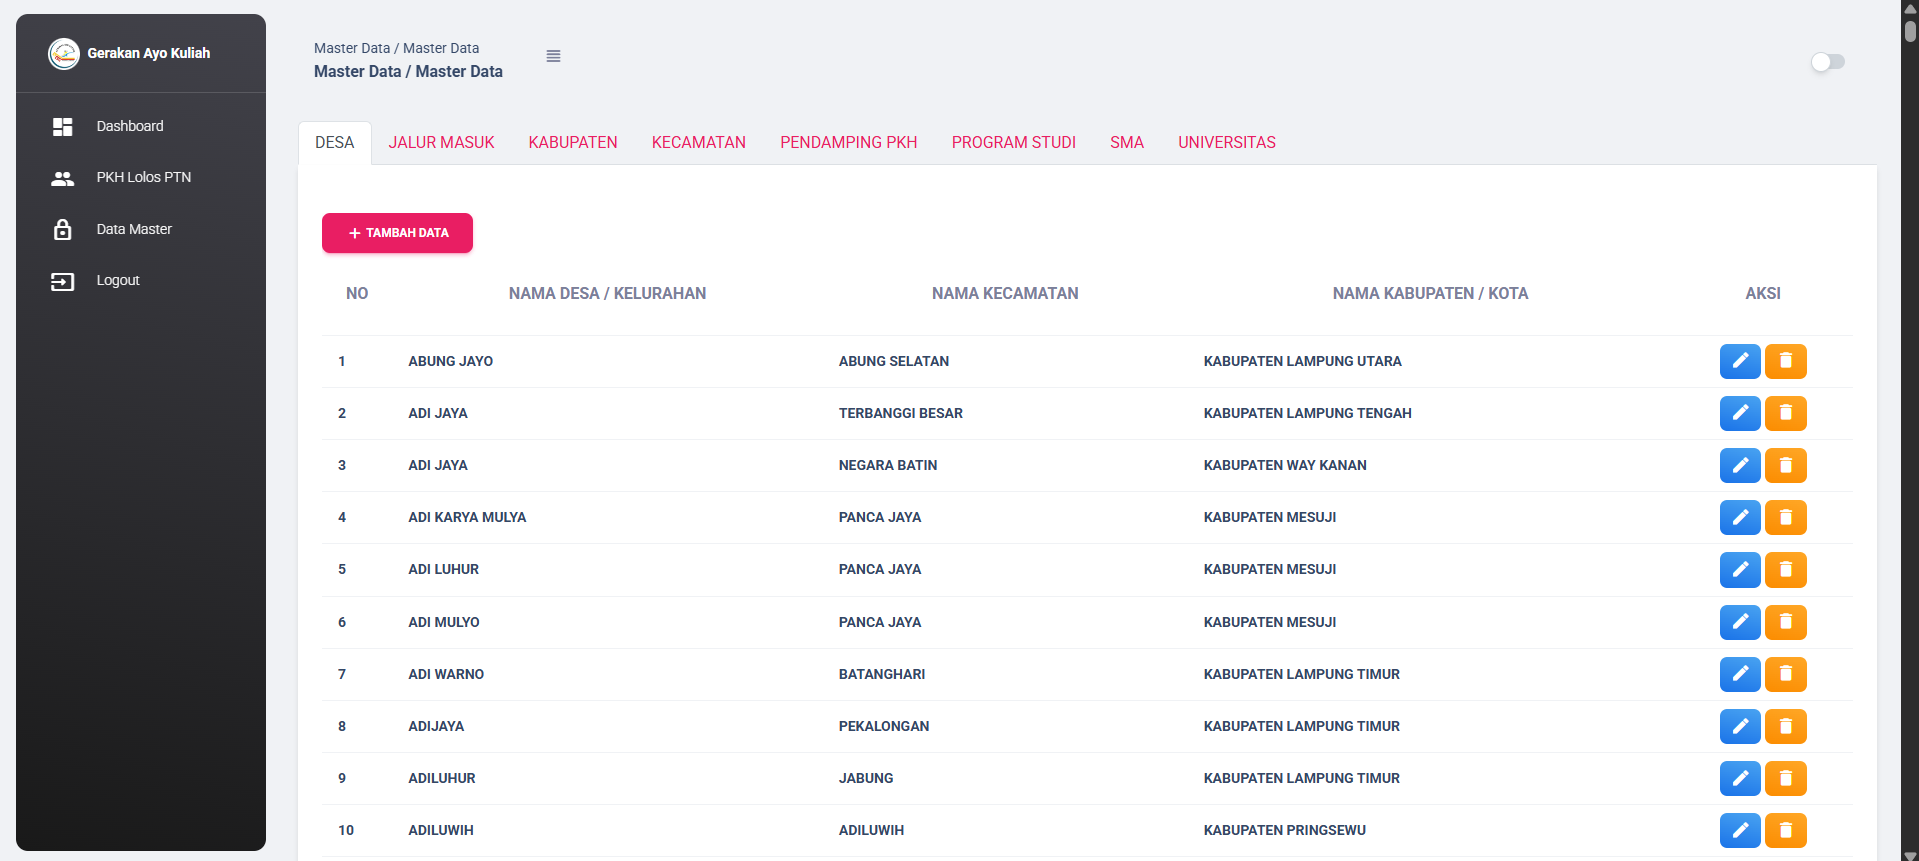 Gerakan Ayo Kuliah
Dashboard
PKH Lolos PTN
Data Master
Logout
Master Data / Master Data
Master Data / Master Data
DESA JALUR MASUK KABUPATEN KECAMATAN PENDAMPING PKH PROGRAM STUDI SMA UNIVERSITAS
+ TAMBAH DATA
NO NAMA DESA / KELURAHAN NAMA KECAMATAN NAMA KABUPATEN / KOTA AKSI
1 ABUNG JAYO ABUNG SELATAN KABUPATEN LAMPUNG UTARA
2 ADI JAYA TERBANGGI BESAR KABUPATEN LAMPUNG TENGAH
3 ADI JAYA NEGARA BATIN KABUPATEN WAY KANAN
4 ADI KARYA MULYA PANCA JAYA KABUPATEN MESUJI
5 ADI LUHUR PANCA JAYA KABUPATEN MESUJI
6 ADI MULYO PANCA JAYA KABUPATEN MESUJI
7 ADI WARNO BATANGHARI KABUPATEN LAMPUNG TIMUR
8 ADIJAYA PEKALONGAN KABUPATEN LAMPUNG TIMUR
9 ADILUHUR JABUNG KABUPATEN LAMPUNG TIMUR
10 ADILUWIH ADILUWIH KABUPATEN PRINGSEWU